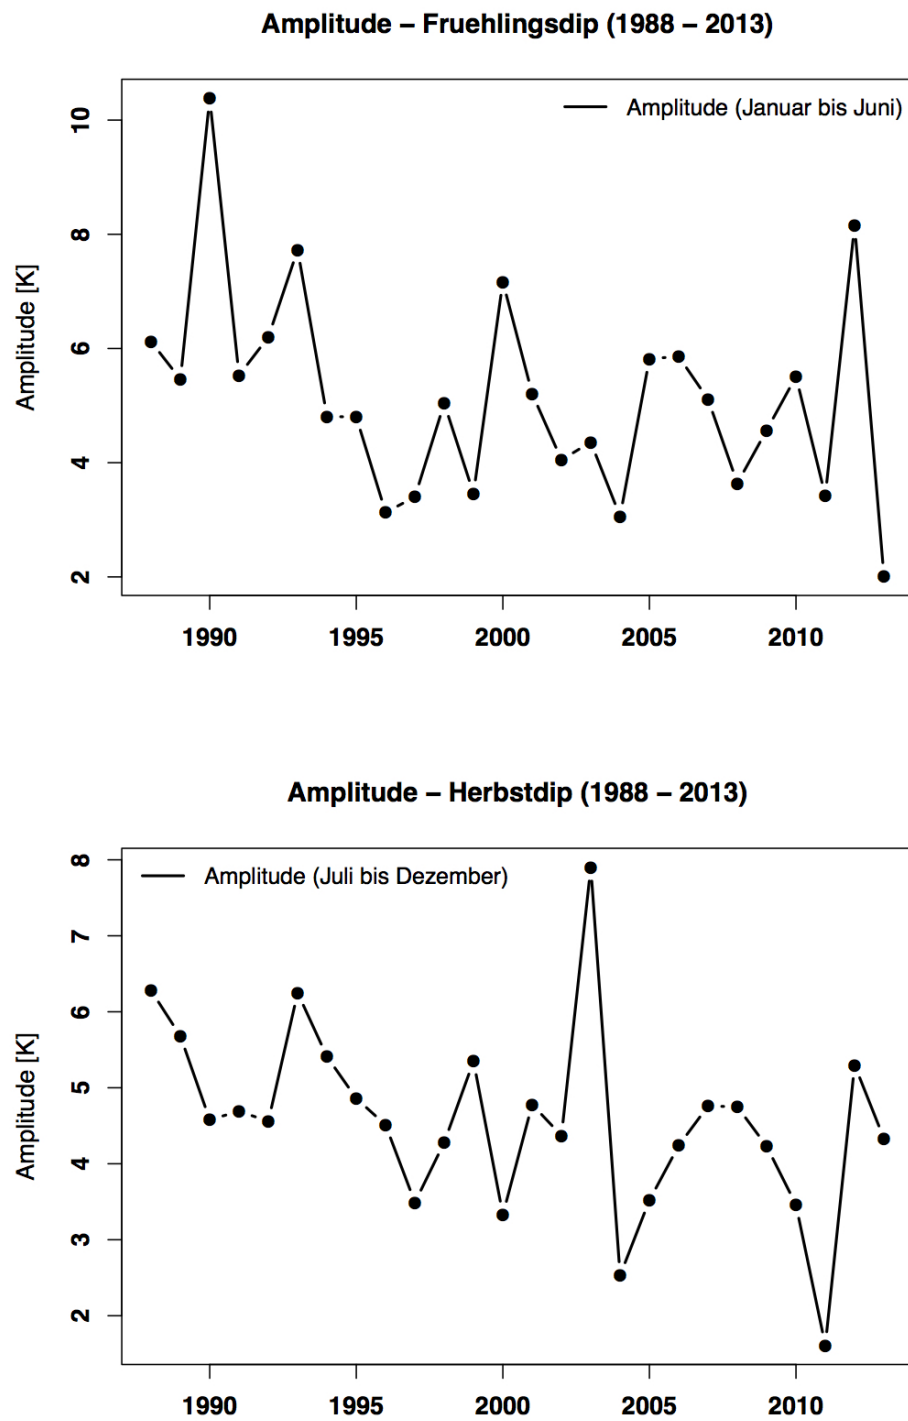 Amplitude – Fruehlingsdip (1988 – 2013)
Amplitude (Januar bis Juni)
Amplitude [K]
10
8
6
4
2
1990 1995 2000 2005 2010
Amplitude – Herbstdip (1988 – 2013)
Amplitude (Juli bis Dezember)
Amplitude [K]
8
7
6
5
4
3
2
1990 1995 2000 2005 2010